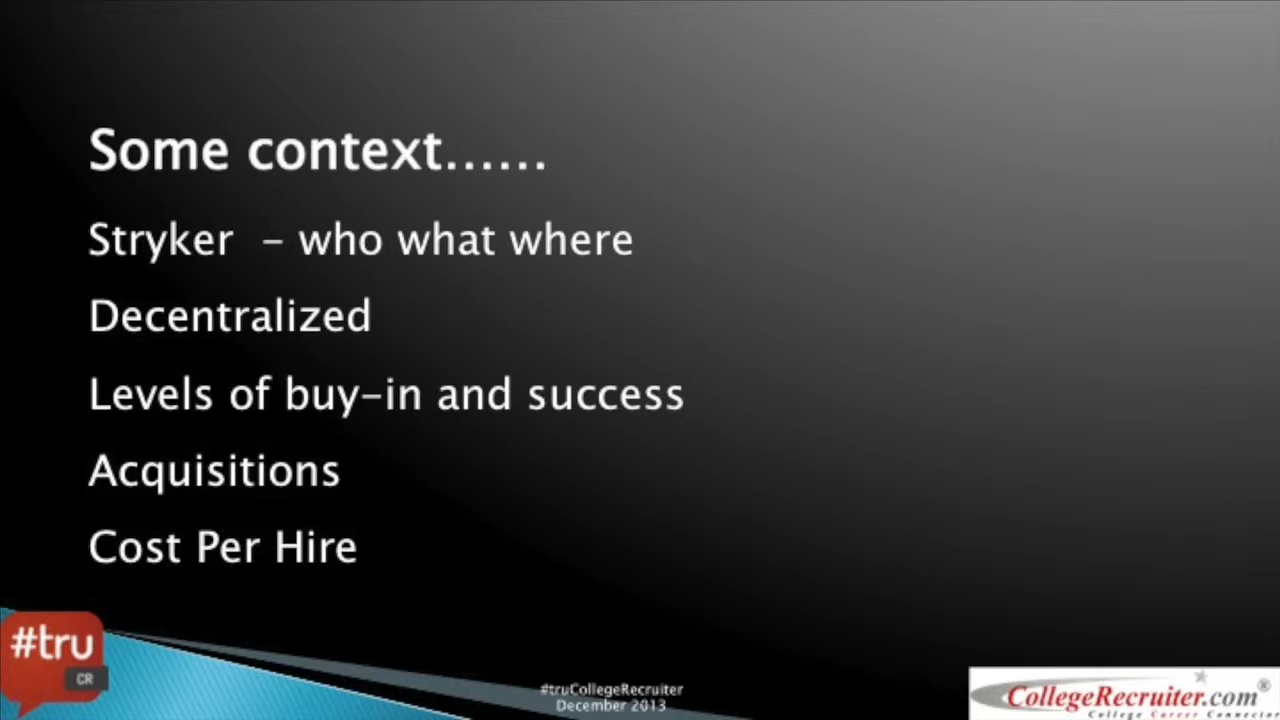 Some context......
Stryker – who what where
Decentralized
Levels of buy-in and success
Acquisitions
Cost Per Hire
#tru
CR
#truCollegeRecruiter
December 2013
CollegeRecruiter.com®
College Career Connector